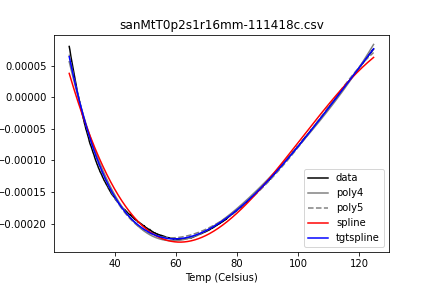 sanMtT0p2s1r16mm-111418.csv
0.00005
0.00000
−0.00005
−0.00010
−0.00015
−0.00020
data
poly4
poly5
spline
tgtspline
40 60 80 100 120
Temp (Celsius)